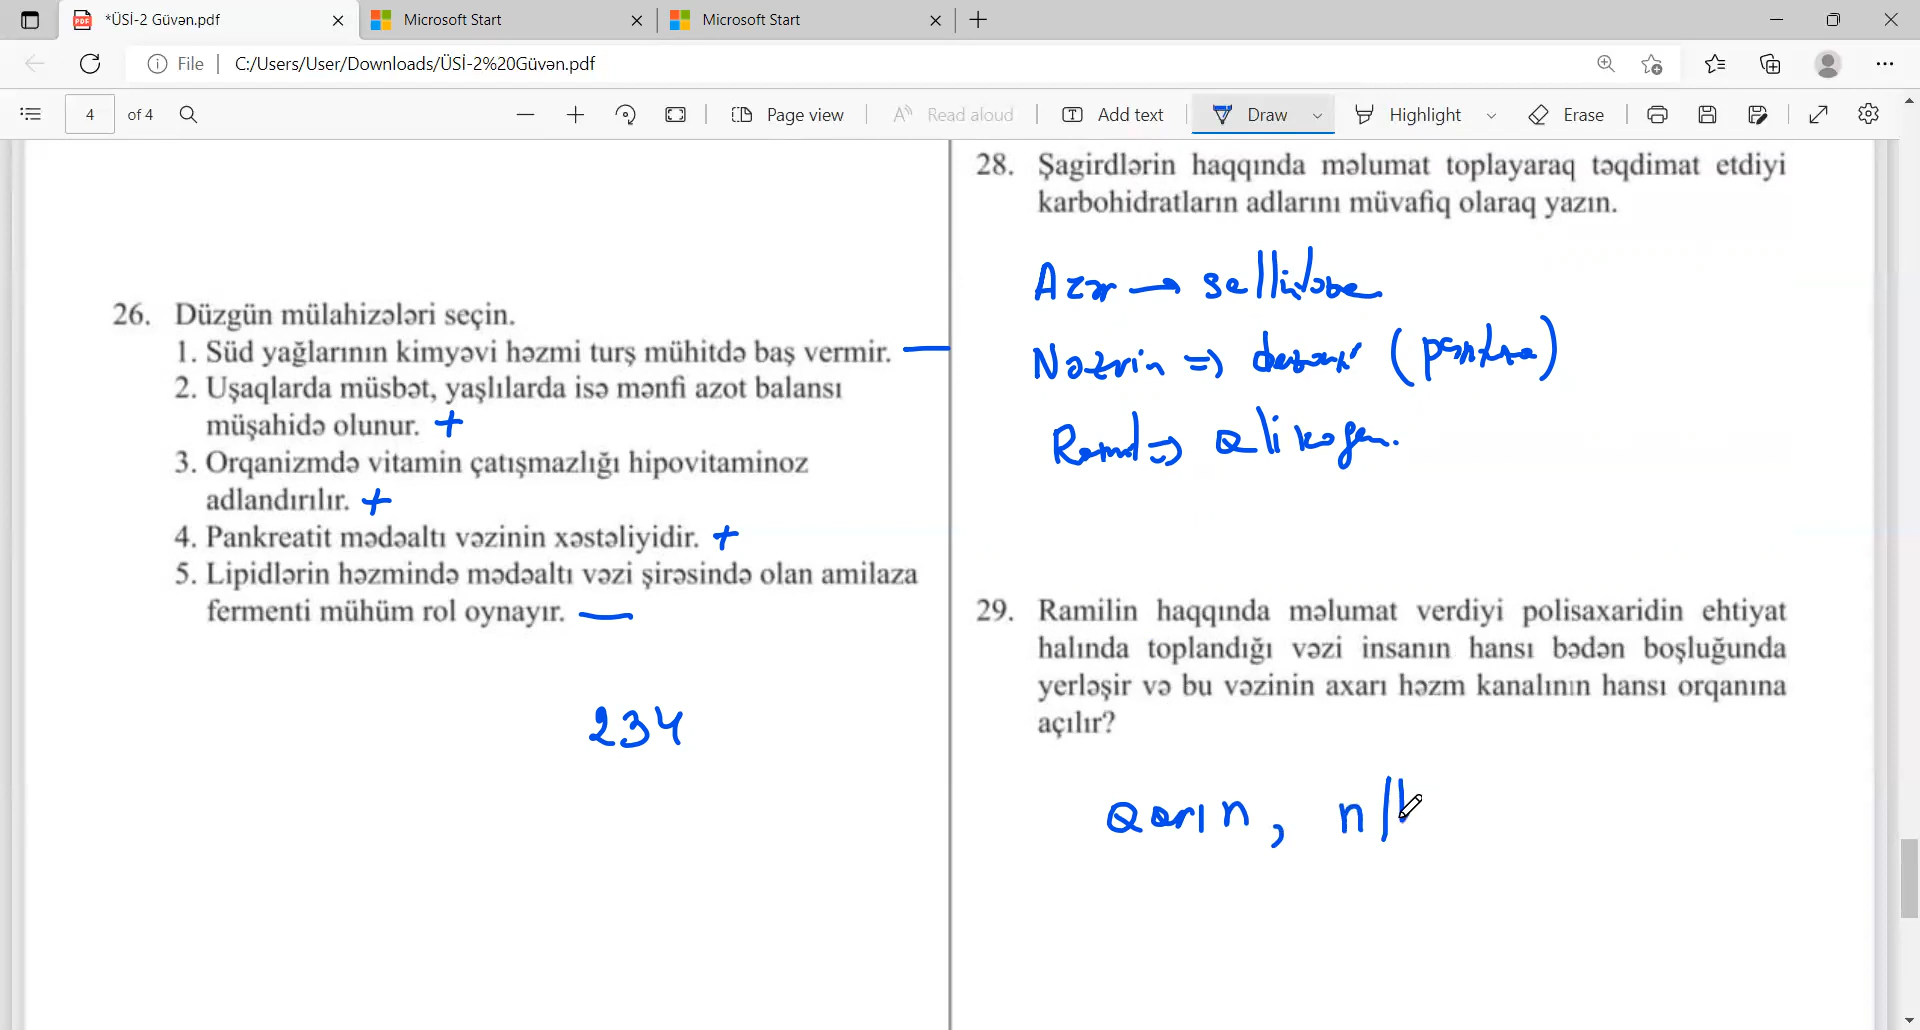 *ÜSİ-2 Güvən.pdf
Microsoft Start
Microsoft Start
File
C:/Users/User/Downloads/ÜSİ-2%20Güvən.pdf
4 of 4
Page view
Read aloud
Add text
Draw
Highlight
Erase
26. Düzgün mülahizələri seçin.
1. Süd yağlarının kimyəvi həzmi turş mühitdə baş vermir. —
2. Uşaqlarda müsbət, yaşlılarda isə mənfi azot balansı
müşahidə olunur. +
3. Orqanizmdə vitamin çatışmazlığı hipovitaminoz
adlandırılır. +
4. Pankreatit mədəaltı vəzinin xəstəliyidir. +
5. Lipidlərin həzmində mədəaltı vəzi şirəsində olan amilaza
fermenti mühüm rol oynayır. —
234
28. Şagirdlərin haqqında məlumat toplayaraq təqdimat etdiyi
karbohidratların adlarını müvafiq olaraq yazın.
Azər →
Nəzrin ⇒
⇒ Qlikogen.
29. Ramilin haqqında məlumat verdiyi polisaxaridin ehtiyat
halında toplandığı vəzi insanın hansı bədən boşluğunda
yerləşir və bu vəzinin axarı həzm kanalının hansı orqanına
açılır?
Qarın, n/b